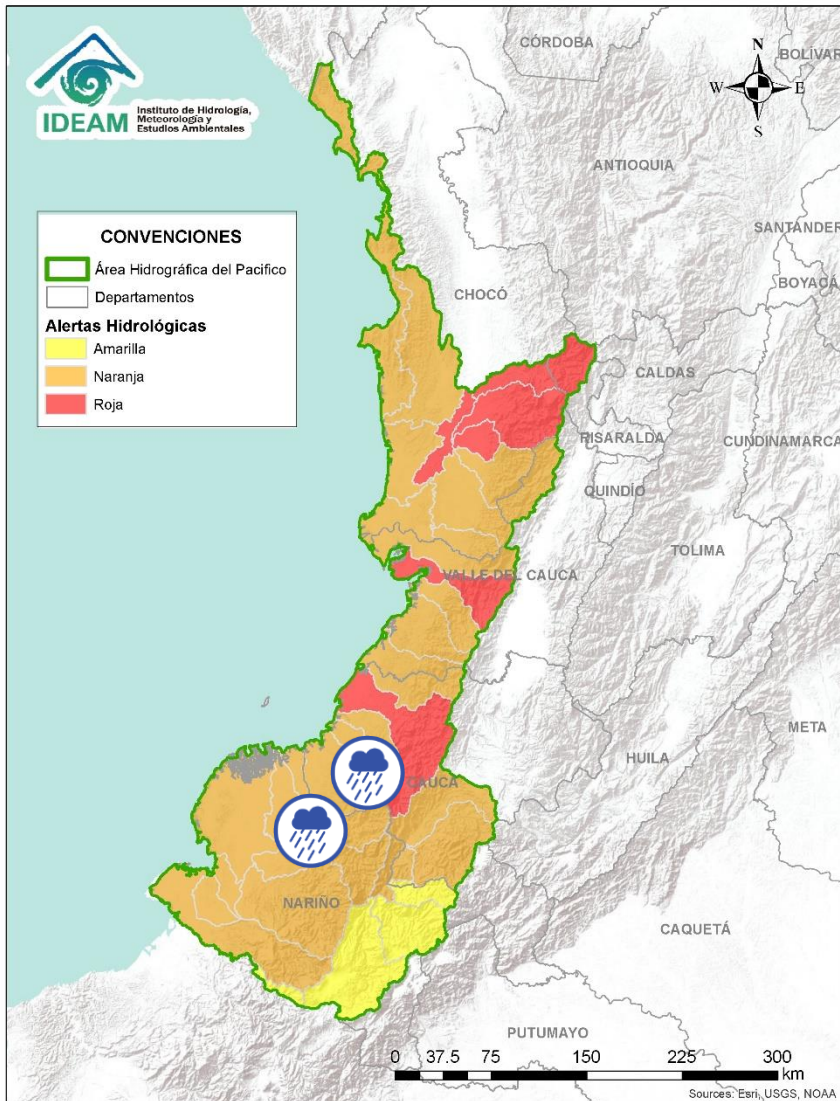 IDEAM
Instituto de Hidrología,
Meteorología y
Estudios Ambientales
CÓRDOBA
BOLÍVAR
N
W E
S
ANTIOQUIA
SANTANDER
BOYACÁ
CONVENCIONES
Área Hidrográfica del Pacifico
Departamentos
Alertas Hidrológicas
Amarilla
Naranja
Roja
CHOCÓ
CALDAS
RISARALDA
CUNDINAMARCA
QUINDÍO
TOLIMA
VALLE DEL CAUCA
META
HUILA
CAUCA
NARIÑO
CAQUETÁ
PUTUMAYO
0 37.5 75 150 225 300
km
Sources: Esri, USGS, NOAA